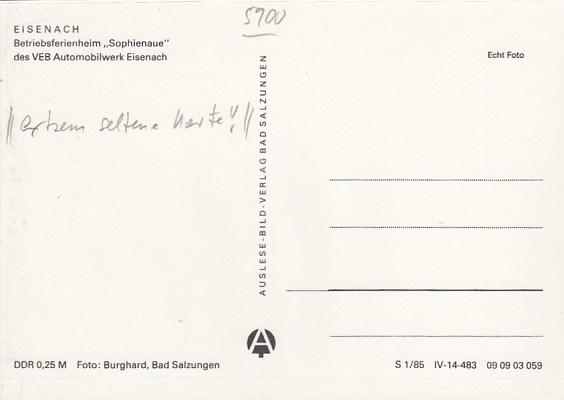 5900
EISENACH
Betriebsferienheim „Sophienaue“
des VEB Automobilwerk Eisenach
Echt Foto
|| extrem seltene Karte! ||
AUSLESE-BILD-VERLAG BAD SALZUNGEN
A
DDR 0,25 M Foto: Burghard, Bad Salzungen
S 1/85 IV-14-483 09 09 03 059